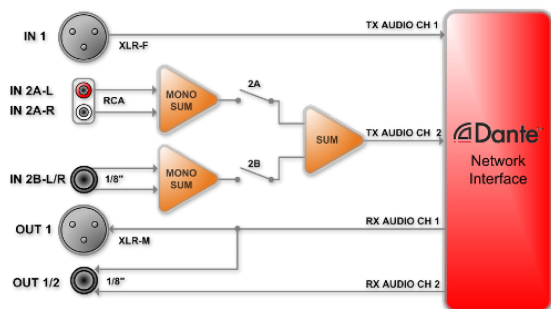 TX AUDIO CH 1
IN 1
XLR-F
IN 2A-L
IN 2A-R
RCA
MONO
SUM
2A
SUM
TX AUDIO CH 2
Dante™
Network
Interface
IN 2B-L/R
1/8"
MONO
SUM
2B
OUT 1
XLR-M
RX AUDIO CH 1
OUT 1/2
1/8"
RX AUDIO CH 2